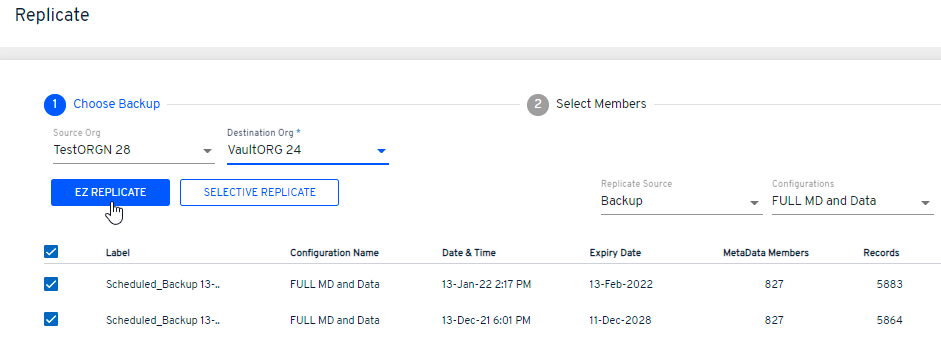 Replicate
1 Choose Backup 2 Select Members
Source Org Destination Org *
TestORGN 28 VaultORG 24
EZ REPLICATE SELECTIVE REPLICATE Replicate Source Configurations
Backup FULL MD and Data
Label Configuration Name Date & Time Expiry Date MetaData Members Records
Scheduled_Backup 13-.. FULL MD and Data 13-Jan-22 2:17 PM 13-Feb-2022 827 5883
Scheduled_Backup 13-.. FULL MD and Data 13-Dec-21 6:01 PM 11-Dec-2028 827 5864